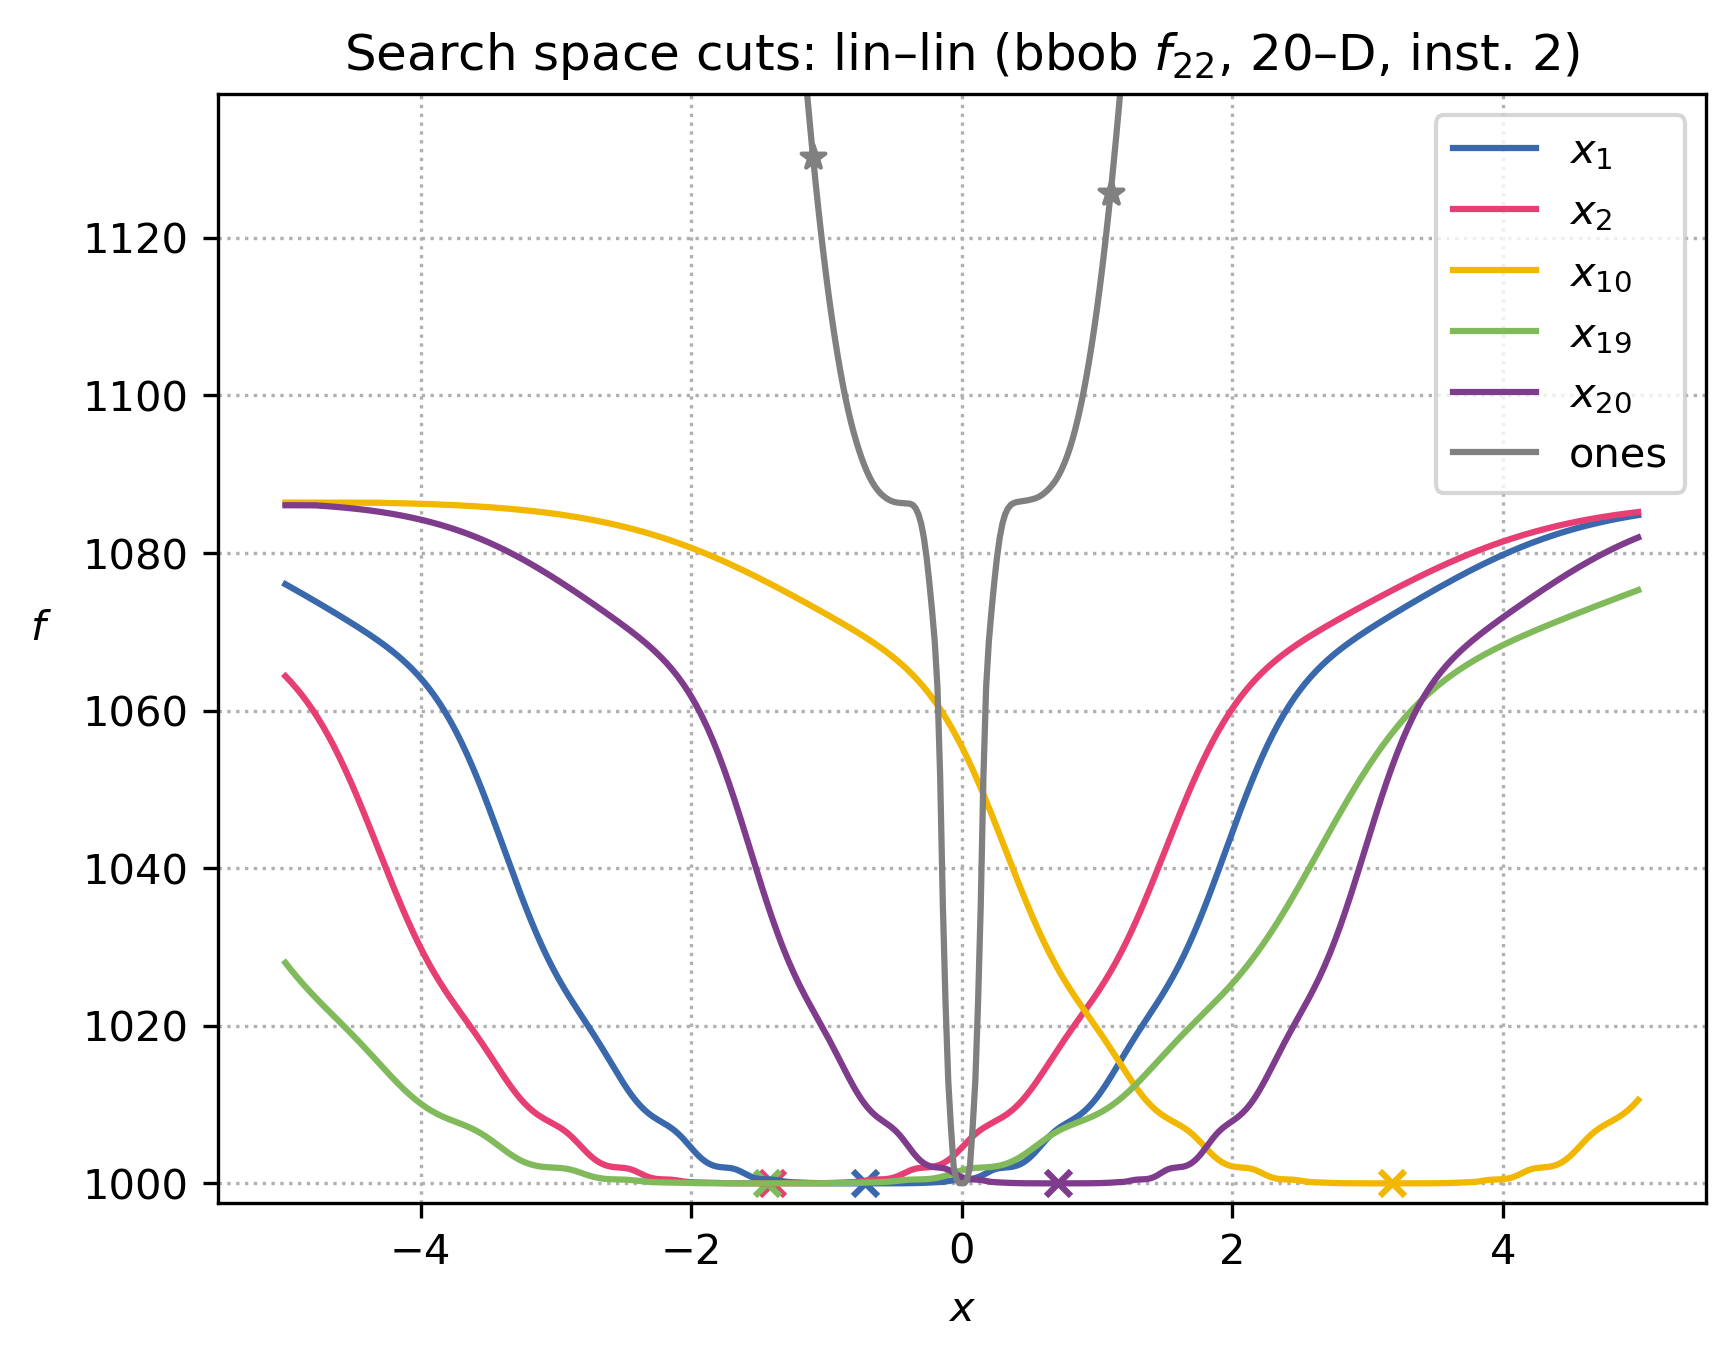 Search space cuts: lin–lin (bbob f₂₂, 20–D, inst. 2)
x₁
x₂
x₁₀
x₁₉
x₂₀
ones
1120
1100
1080
1060
1040
1020
1000
f
−4 −2 0 2 4
x